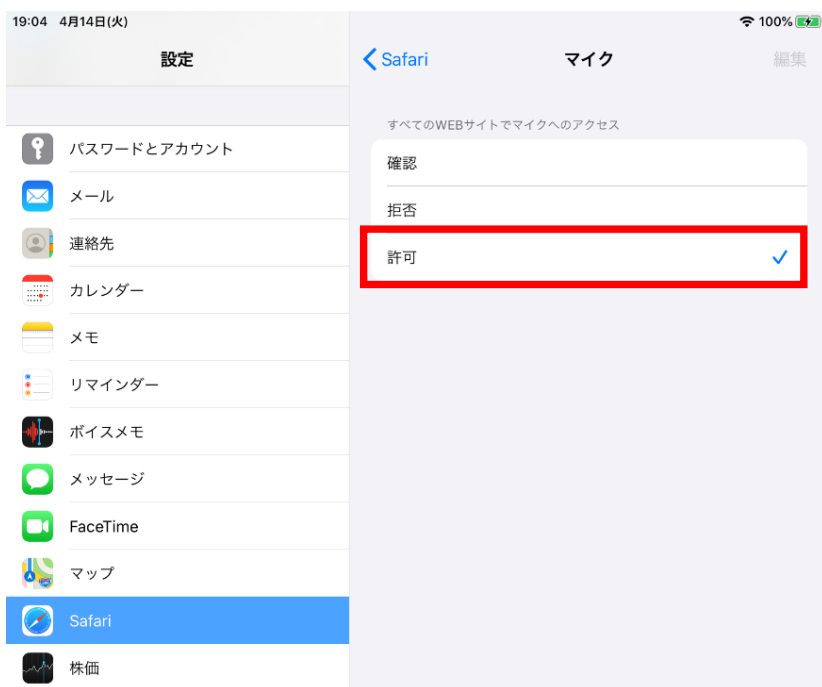 19:04 4月14日(火)
100%
設定
パスワードとアカウント
メール
連絡先
カレンダー
メモ
リマインダー
ボイスメモ
メッセージ
FaceTime
マップ
Safari
株価
Safari
マイク
編集
すべてのWEBサイトでマイクへのアクセス
確認
拒否
許可